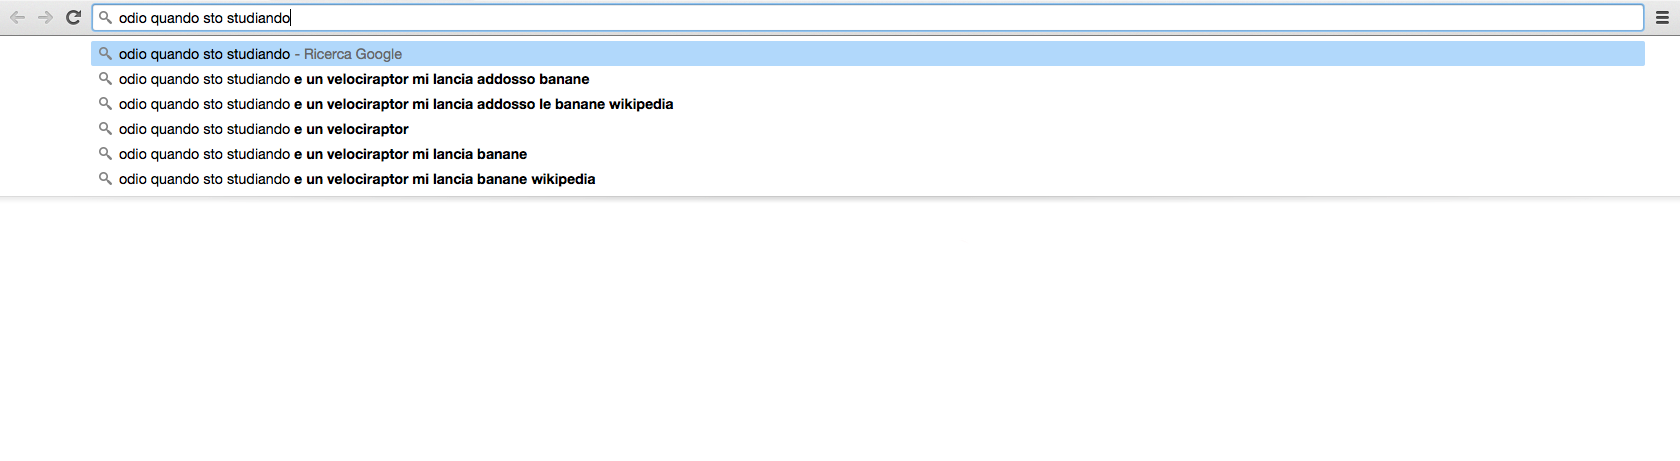 odio quando sto studiando
odio quando sto studiando - Ricerca Google
odio quando sto studiando e un velociraptor mi lancia addosso banane
odio quando sto studiando e un velociraptor mi lancia addosso le banane wikipedia
odio quando sto studiando e un velociraptor
odio quando sto studiando e un velociraptor mi lancia banane
odio quando sto studiando e un velociraptor mi lancia banane wikipedia